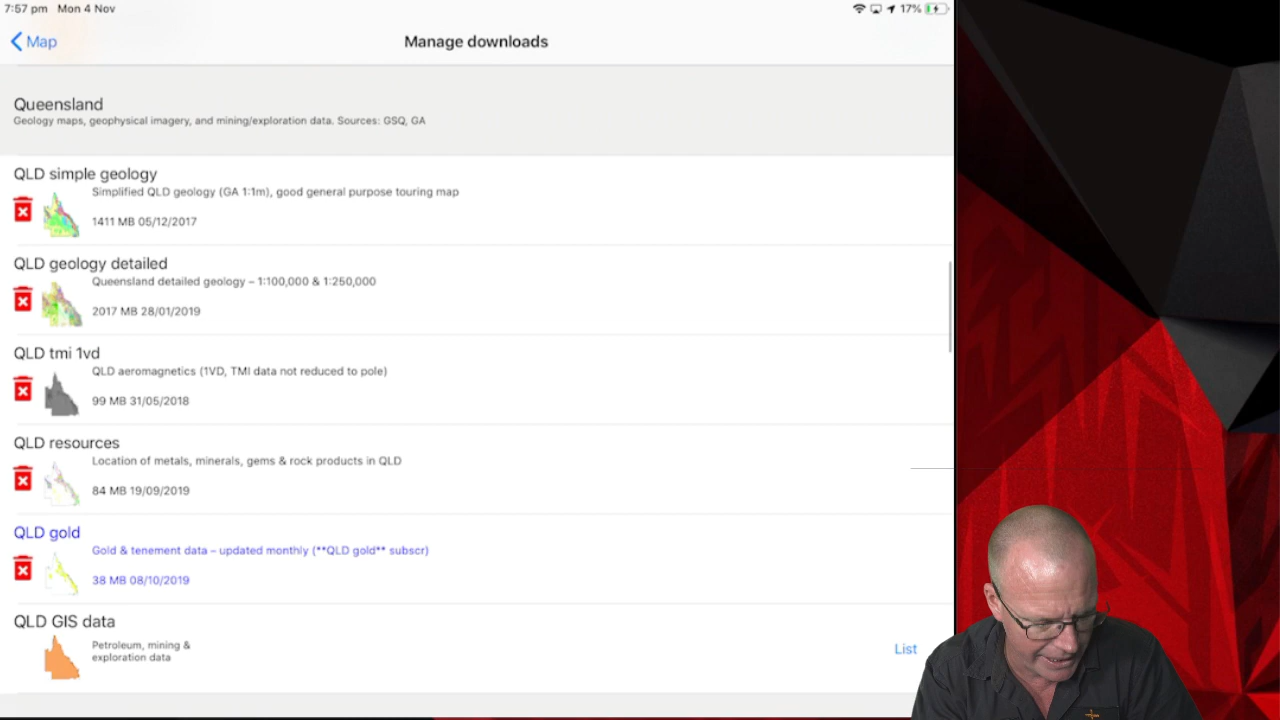 7:57 pm Mon 4 Nov
17%
Map
Manage downloads
Queensland
Geology maps, geophysical imagery, and mining/exploration data. Sources: GSQ, GA
QLD simple geology
Simplified QLD geology (GA 1:1m), good general purpose touring map
1411 MB 05/12/2017
QLD geology detailed
Queensland detailed geology – 1:100,000 & 1:250,000
2017 MB 28/01/2019
QLD tmi 1vd
QLD aeromagnetics (1VD, TMI data not reduced to pole)
99 MB 31/05/2018
QLD resources
Location of metals, minerals, gems & rock products in QLD
84 MB 19/09/2019
QLD gold
Gold & tenement data – updated monthly (**QLD gold** subscr)
38 MB 08/10/2019
QLD GIS data
Petroleum, mining &
exploration data
List